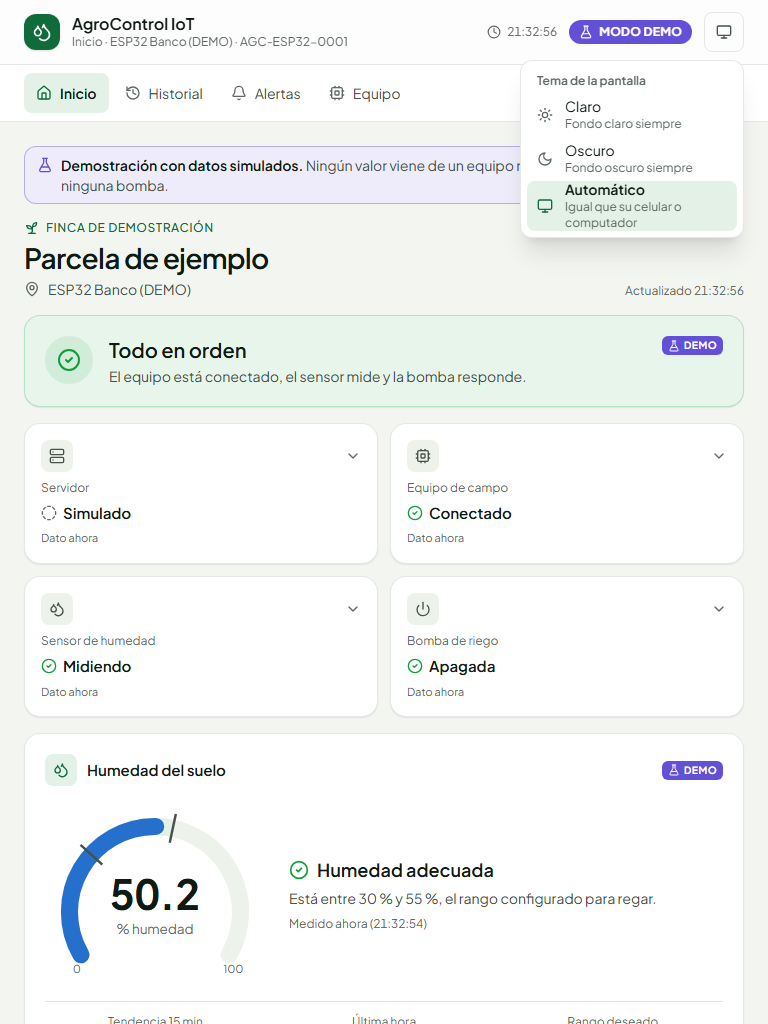 AgroControl IoT
Inicio · ESP32 Banco (DEMO) · AGC-ESP32-0001
21:32:56
MODO DEMO
Inicio
Historial
Alertas
Equipo
Tema de la pantalla
Claro
Fondo claro siempre
Oscuro
Fondo oscuro siempre
Automático
Igual que su celular o
computador
Demostración con datos simulados. Ningún valor viene de un equipo
ninguna bomba.
FINCA DE DEMOSTRACIÓN
Parcela de ejemplo
ESP32 Banco (DEMO)
Actualizado 21:32:56
Todo en orden
DEMO
El equipo está conectado, el sensor mide y la bomba responde.
Servidor
Simulado
Dato ahora
Equipo de campo
Conectado
Dato ahora
Sensor de humedad
Midiendo
Dato ahora
Bomba de riego
Apagada
Dato ahora
Humedad del suelo
DEMO
50.2
% humedad
0
100
Humedad adecuada
Está entre 30 % y 55 %, el rango configurado para regar.
Medido ahora (21:32:54)
Tendencia 15 min
Última hora
Rango deseado